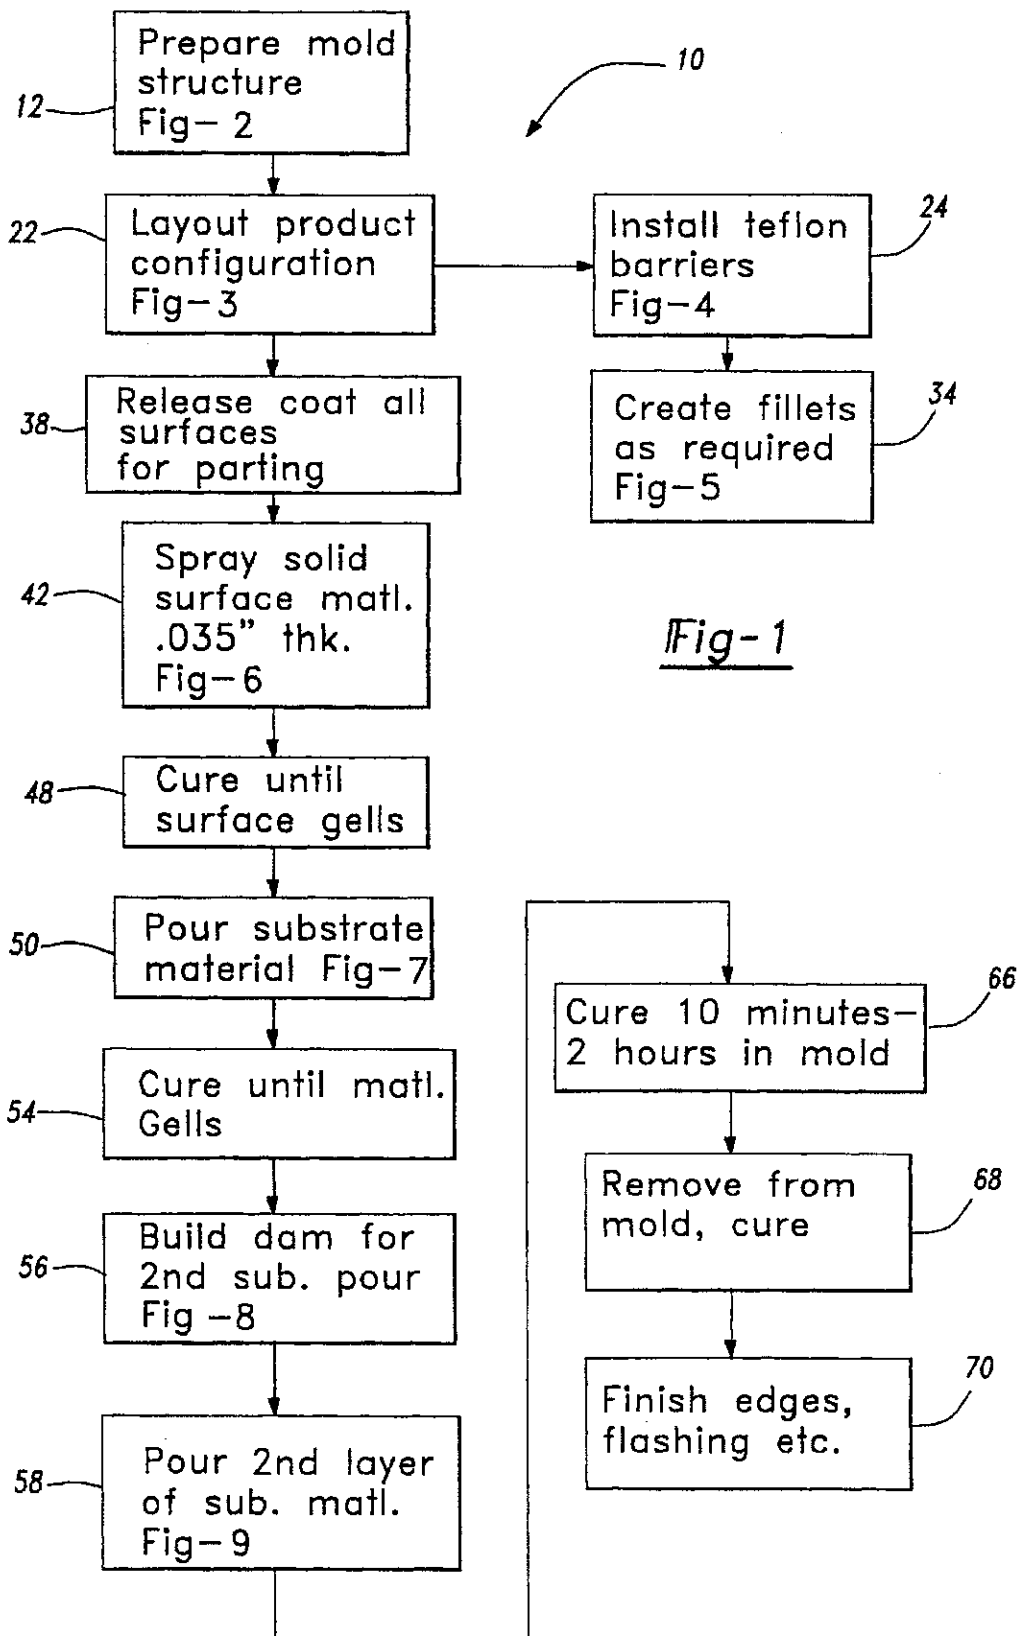 10
Prepare mold
structure
Fig-2
12
Layout product
configuration
Fig-3
22
Install teflon
barriers
Fig-4
24
Create fillets
as required
Fig-5
34
Release coat all
surfaces
for parting
38
Spray solid
surface matl.
.035" thk.
Fig-6
42
Fig-1
Cure until
surface gells
48
Pour substrate
material Fig-7
50
Cure until matl.
Gells
54
Build dam for
2nd sub. pour
Fig-8
56
Pour 2nd layer
of sub. matl.
Fig-9
58
Cure 10 minutes-
2 hours in mold
66
Remove from
mold, cure
68
Finish edges,
flashing etc.
70